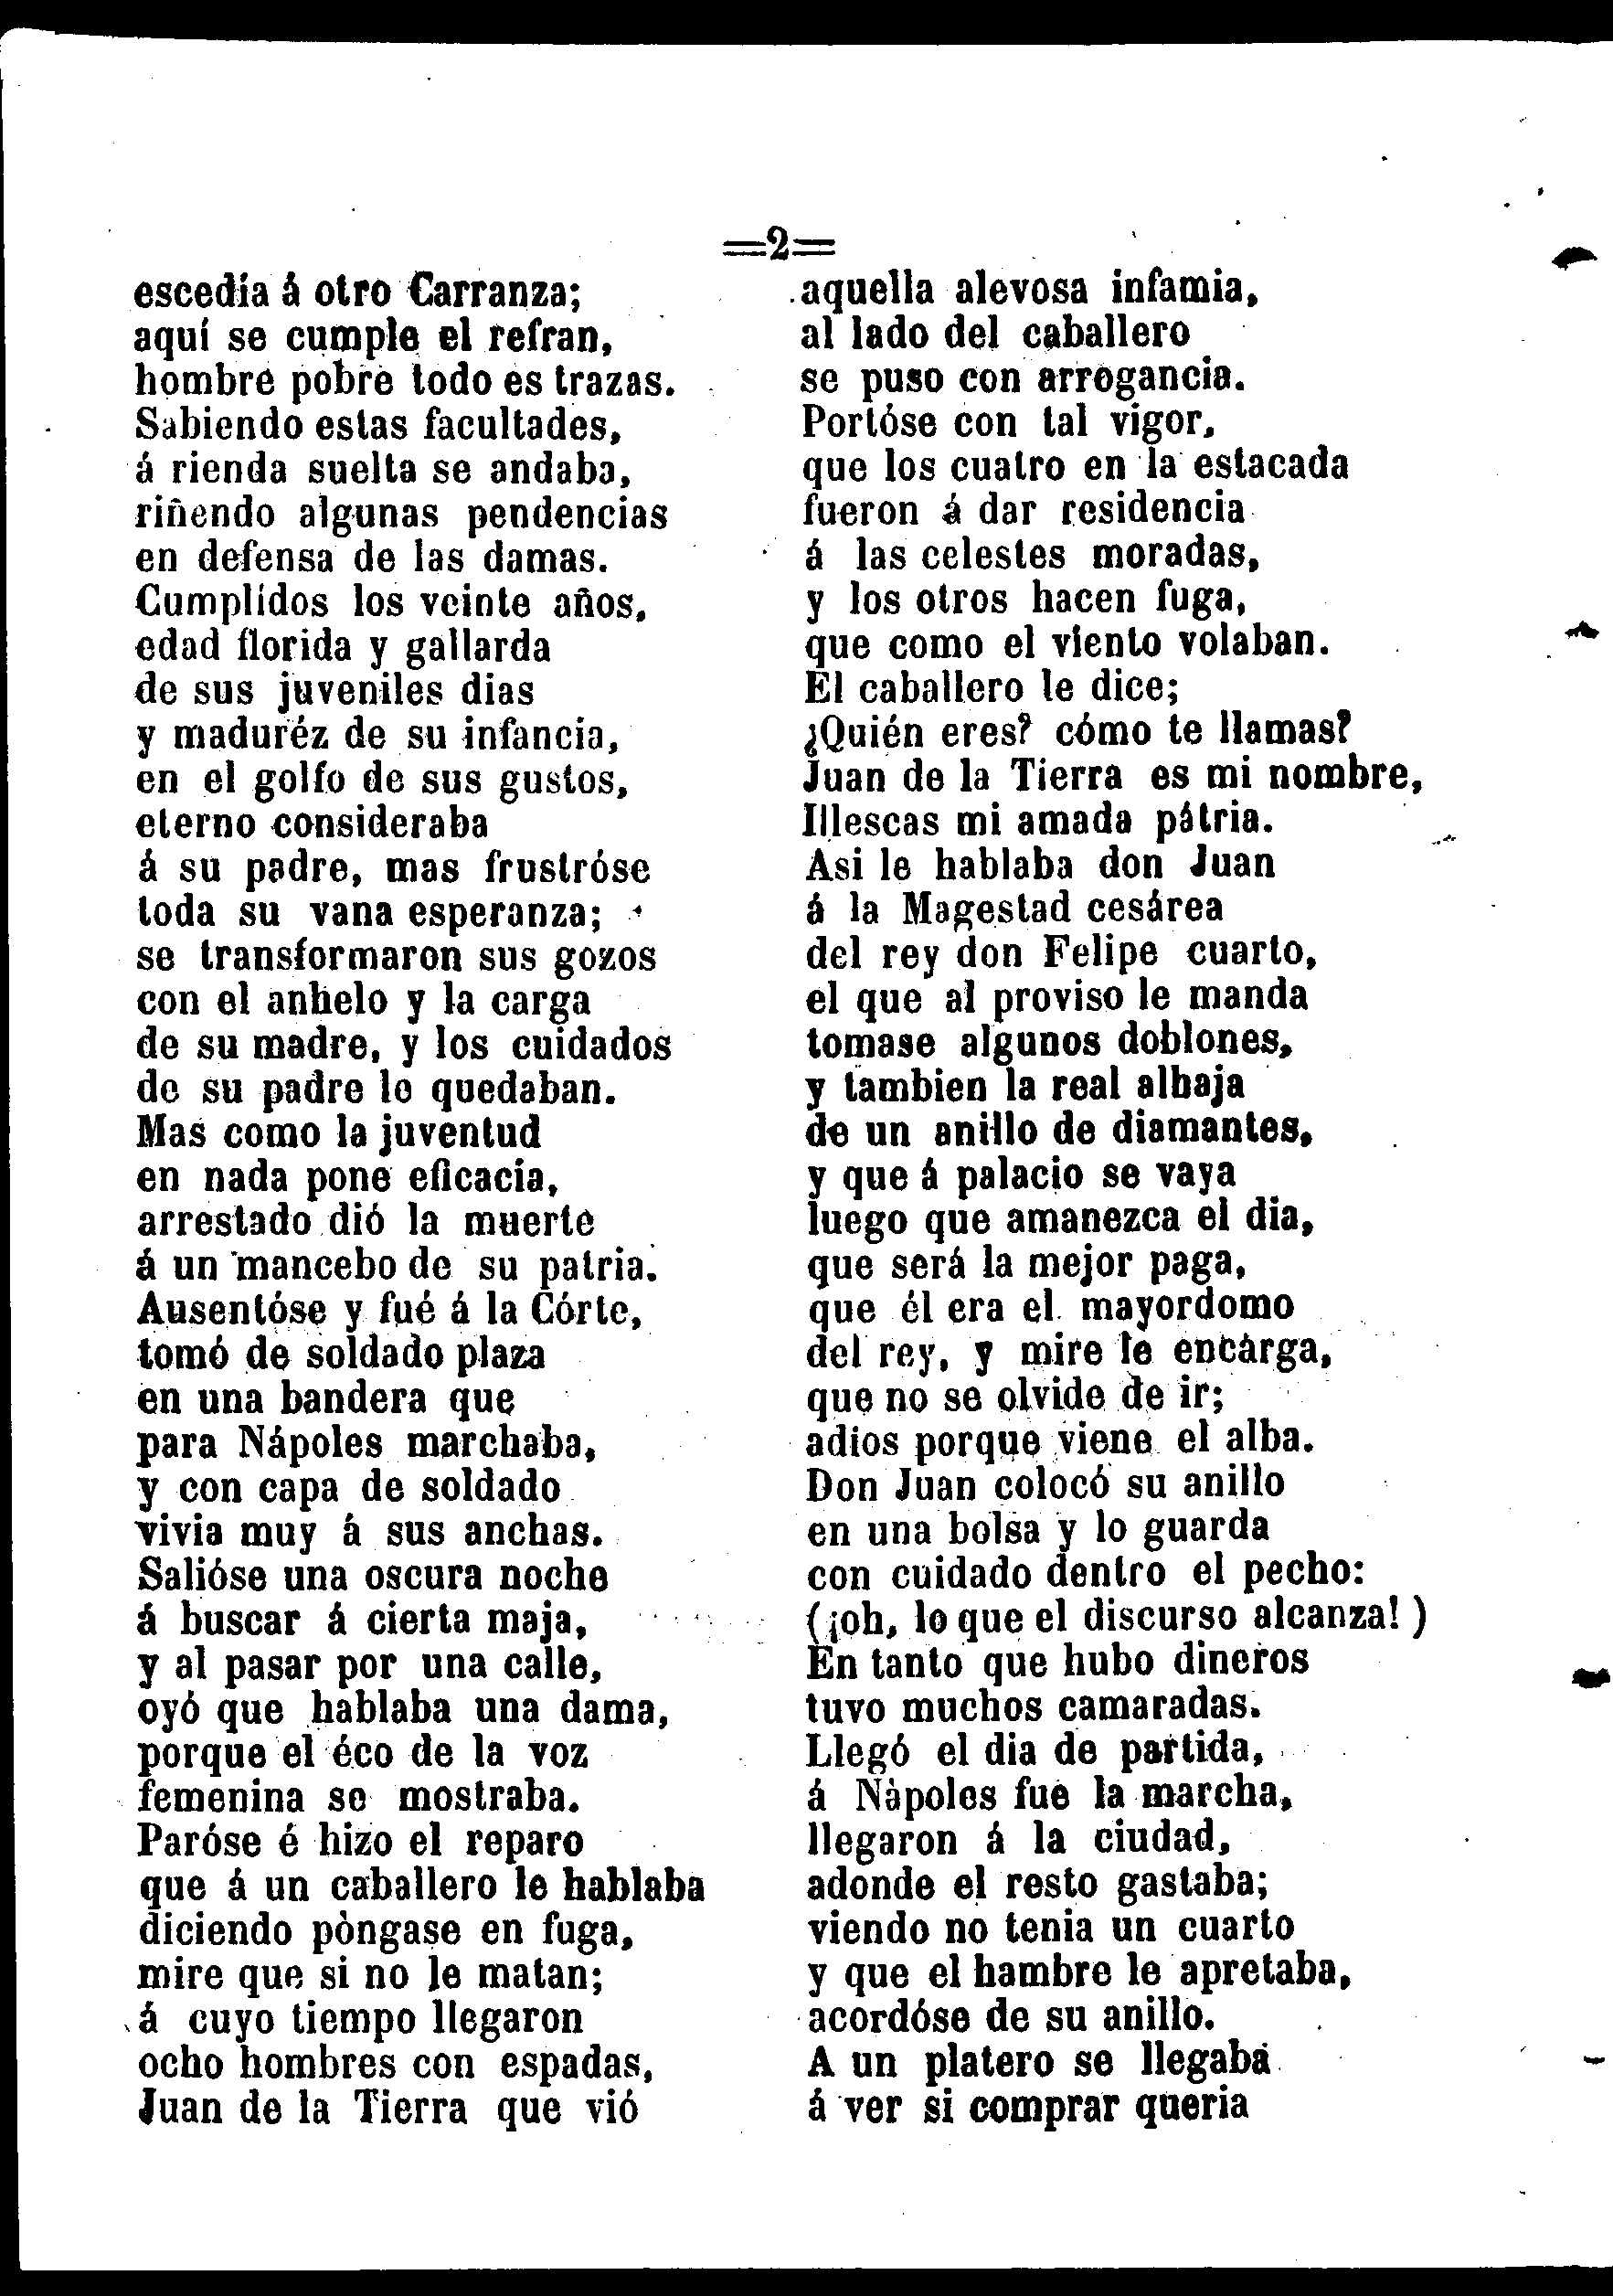 =2=
escedía á otro Carranza;
aquí se cumple el refran,
hombre pobre todo es trazas.
Sabiendo estas facultades,
á rienda suelta se andaba,
riñendo algunas pendencias
en defensa de las damas.
Cumplídos los veinte años,
edad florida y gallarda
de sus juveniles dias
y maduréz de su infancia,
en el golfo de sus gustos,
eterno consideraba
á su padre, mas frustróse
toda su vana esperanza;
se transformaron sus gozos
con el anhelo y la carga
de su madre, y los cuidados
de su padre le quedaban.
Mas como la juventud
en nada pone eficacia,
arrestado dió la muerte
á un mancebo de su patria.
Ausentóse y fué á la Córte,
tomó de soldado plaza
en una bandera que
para Nápoles marchaba,
y con capa de soldado
vivia muy á sus anchas.
Salióse una oscura noche
á buscar á cierta maja,
y al pasar por una calle,
oyó que hablaba una dama,
porque el éco de la voz
femenina se mostraba.
Paróse é hizo el reparo
que á un caballero le hablaba
diciendo pòngase en fuga,
mire que si no le matan;
á cuyo tiempo llegaron
ocho hombres con espadas,
Juan de la Tierra que vió
aquella alevosa infamia,
al lado del caballero
se puso con arrogancia.
Portóse con tal vigor,
que los cuatro en la estacada
fueron á dar residencia
á las celestes moradas,
y los otros hacen fuga,
que como el viento volaban.
El caballero le dice;
¿Quién eres? cómo te llamas?
Juan de la Tierra es mi nombre,
Illescas mi amada pátria.
Asi le hablaba don Juan
á la Magestad cesárea
del rey don Felipe cuarto,
el que al proviso le manda
tomase algunos doblones,
y tambien la real albaja
de un anillo de diamantes,
y que á palacio se vaya
luego que amanezca el dia,
que será la mejor paga,
que él era el mayordomo
del rey, y mire le encarga,
que no se olvide de ir;
adios porque viene el alba.
Don Juan colocó su anillo
en una bolsa y lo guarda
con cuidado dentro el pecho:
(¡oh, lo que el discurso alcanza!)
En tanto que hubo dineros
tuvo muchos camaradas.
Llegó el dia de partida,
á Nàpoles fue la marcha,
llegaron á la ciudad,
adonde el resto gastaba;
viendo no tenia un cuarto
y que el hambre le apretaba,
acordóse de su anillo.
A un platero se llegaba
á ver si comprar queria